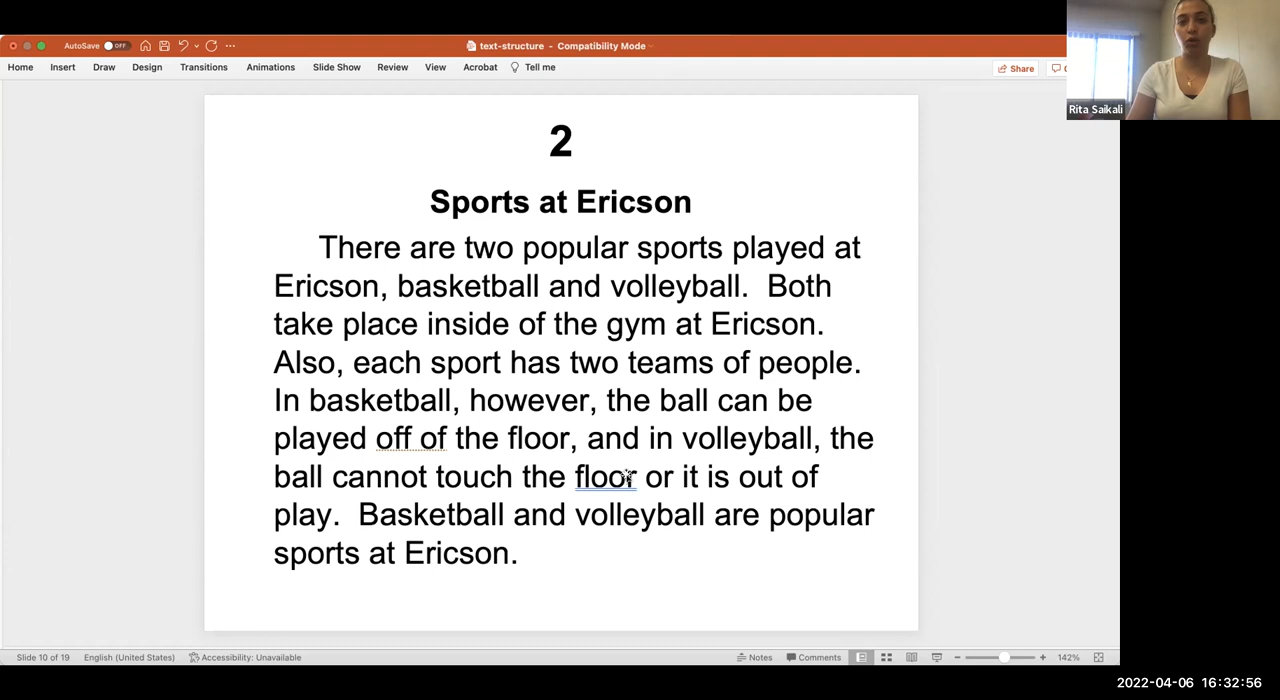 AutoSave OFF
text-structure - Compatibility Mode
Home Insert Draw Design Transitions Animations Slide Show Review View Acrobat Tell me
Share
Rita Saikali
2
Sports at Ericson
There are two popular sports played at
Ericson, basketball and volleyball. Both
take place inside of the gym at Ericson.
Also, each sport has two teams of people.
In basketball, however, the ball can be
played off of the floor, and in volleyball, the
ball cannot touch the floor or it is out of
play. Basketball and volleyball are popular
sports at Ericson.
Slide 10 of 19 English (United States) Accessibility: Unavailable Notes Comments 142%
2022-04-06 16:32:56